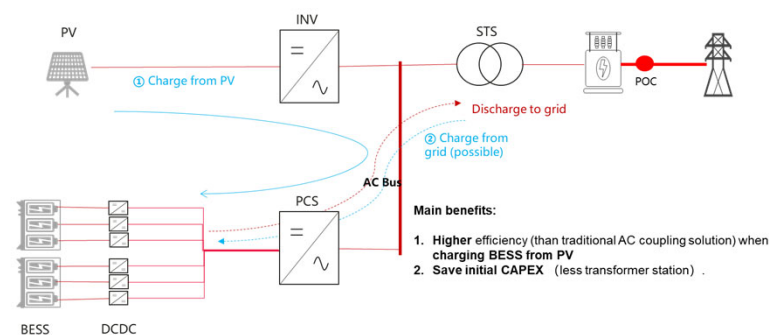 PV
INV
STS
① Charge from PV
POC
Discharge to grid
② Charge from
grid (possible)
AC Bus
PCS
Main benefits:
1. Higher efficiency (than traditional AC coupling solution) when
charging BESS from PV
2. Save initial CAPEX （less transformer station）.
BESS
DCDC